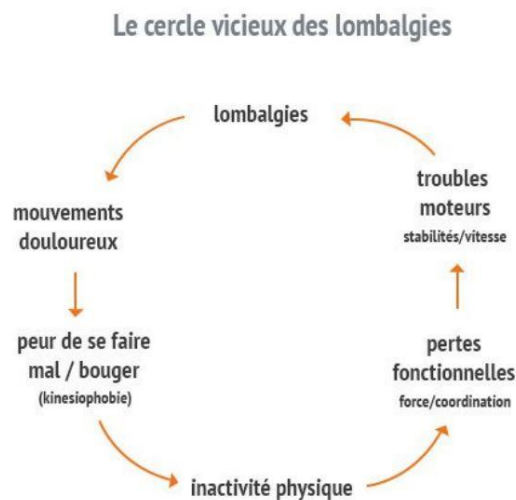 Le cercle vicieux des lombalgies
lombalgies
mouvements
douloureux
peur de se faire
mal / bouger
(kinesiophobie)
inactivité physique
pertes
fonctionnelles
force/coordination
troubles
moteurs
stabilités/vitesse